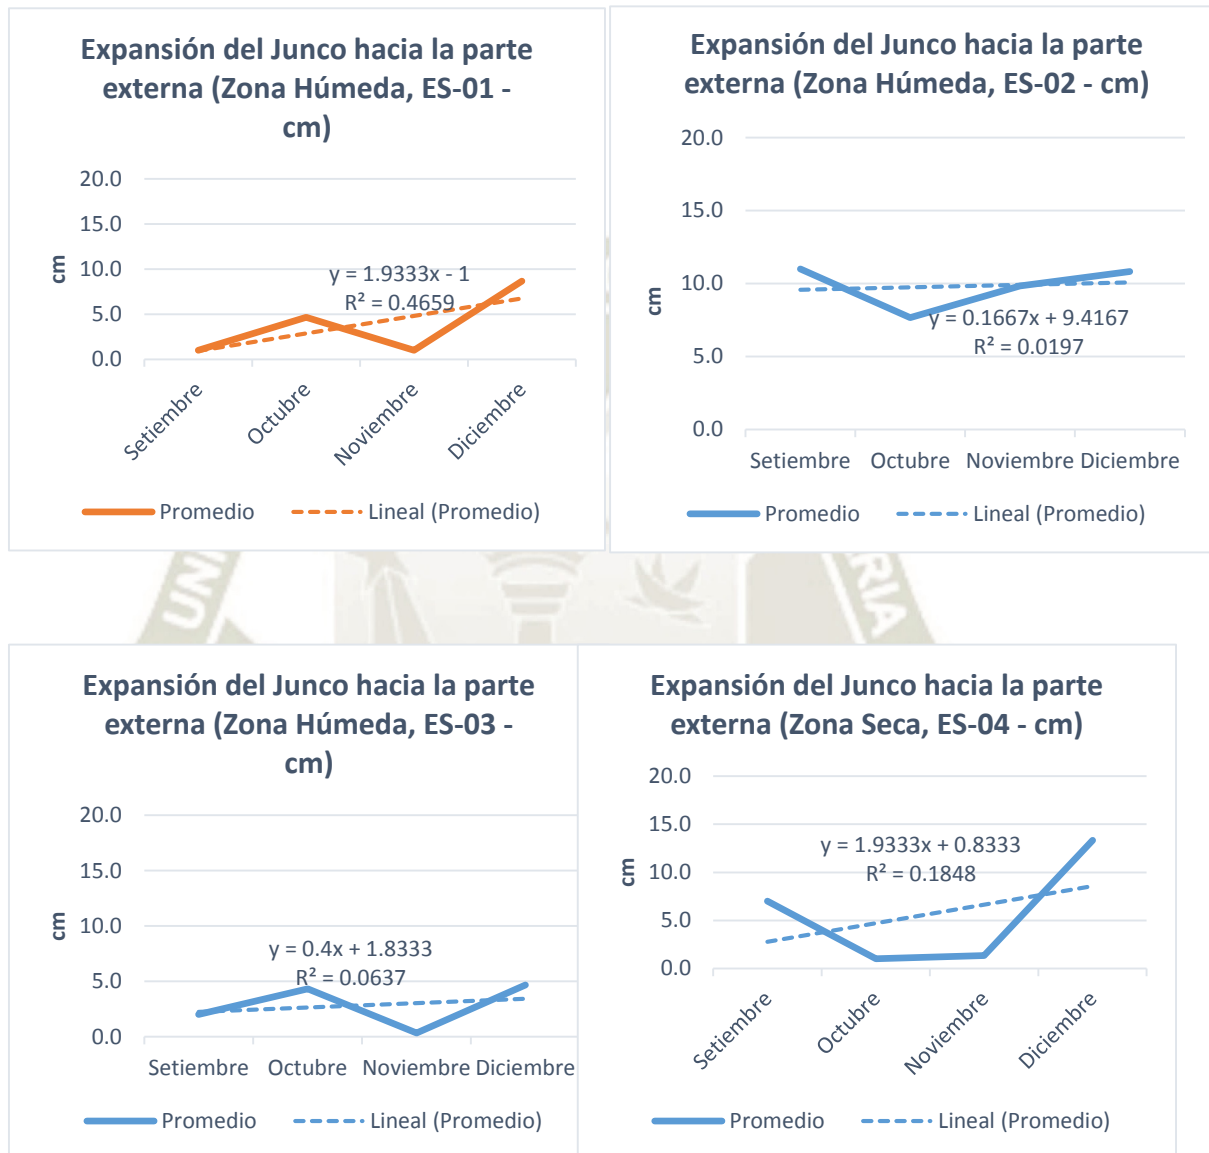 Expansión del Junco hacia la parte
externa (Zona Húmeda, ES-01 -
cm)
20.0
15.0
10.0
5.0
0.0
cm
y = 1.9333x - 1
R² = 0.4659
Setiembre
Octubre
Noviembre
Diciembre
Promedio
Lineal (Promedio)
Expansión del Junco hacia la parte
externa (Zona Húmeda, ES-02 - cm)
20.0
15.0
10.0
5.0
0.0
cm
y = 0.1667x + 9.4167
R² = 0.0197
Setiembre Octubre Noviembre Diciembre
Promedio
Lineal (Promedio)
UN
RIA
Expansión del Junco hacia la parte
externa (Zona Húmeda, ES-03 -
cm)
20.0
15.0
10.0
5.0
0.0
cm
y = 0.4x + 1.8333
R² = 0.0637
Setiembre Octubre Noviembre Diciembre
Promedio
Lineal (Promedio)
Expansión del Junco hacia la parte
externa (Zona Seca, ES-04 - cm)
20.0
15.0
10.0
5.0
0.0
cm
y = 1.9333x + 0.8333
R² = 0.1848
Setiembre
Octubre
Noviembre
Diciembre
Promedio
Lineal (Promedio)